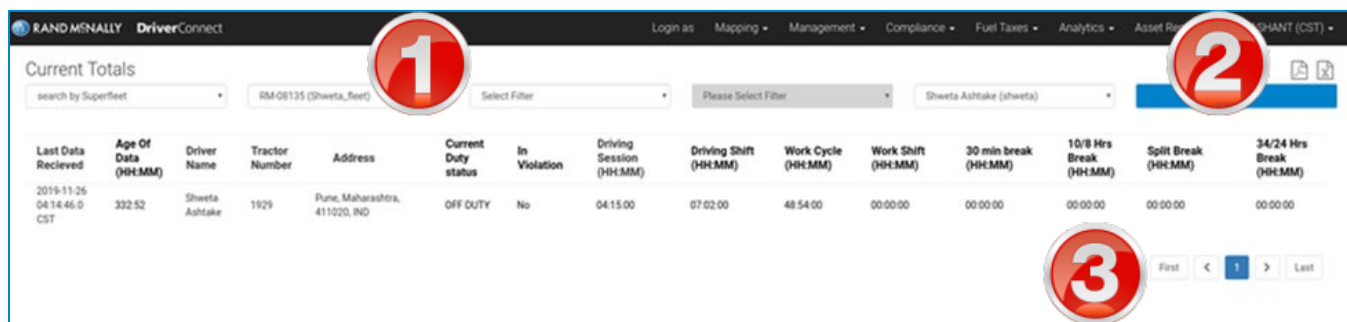 RAND MCNALLY DriverConnect Login as Mapping Management Compliance Fuel Taxes Analytics Asset SHANT (CST)
1
2
Current Totals
search by Superfleet RM-08135 (Shweta_fleet) Select Filter Please Select Filter Shweta Ashtake (shweta)
Last Data Recieved Age Of Data (HH:MM) Driver Name Tractor Number Address Current Duty status In Violation Driving Session (HH:MM) Driving Shift (HH:MM) Work Cycle (HH:MM) Work Shift (HH:MM) 30 min break (HH:MM) 10/8 Hrs Break (HH:MM) Split Break (HH:MM) 34/24 Hrs Break (HH:MM)
2019-11-26 04:14:46.0 CST 332:52 Shweta Ashtake 1929 Pune, Maharashtra, 411020, IND OFF DUTY No 04:15:00 07:02:00 48:54:00 00:00:00 00:00:00 00:00:00 00:00:00 00:00:00
3
First < 1 > Last